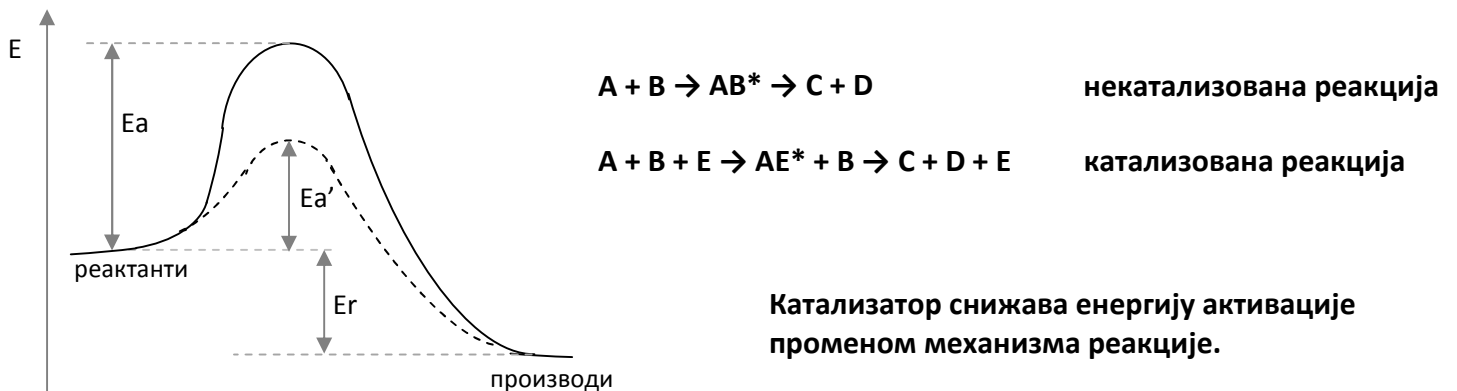 E
Ea
Ea’
Er
реактанти
производи
A + B → AB* → C + D
некатализована реакција
A + B + E → AE* + B → C + D + E
катализована реакција
Катализатор снижава енергију активације
променом механизма реакције.